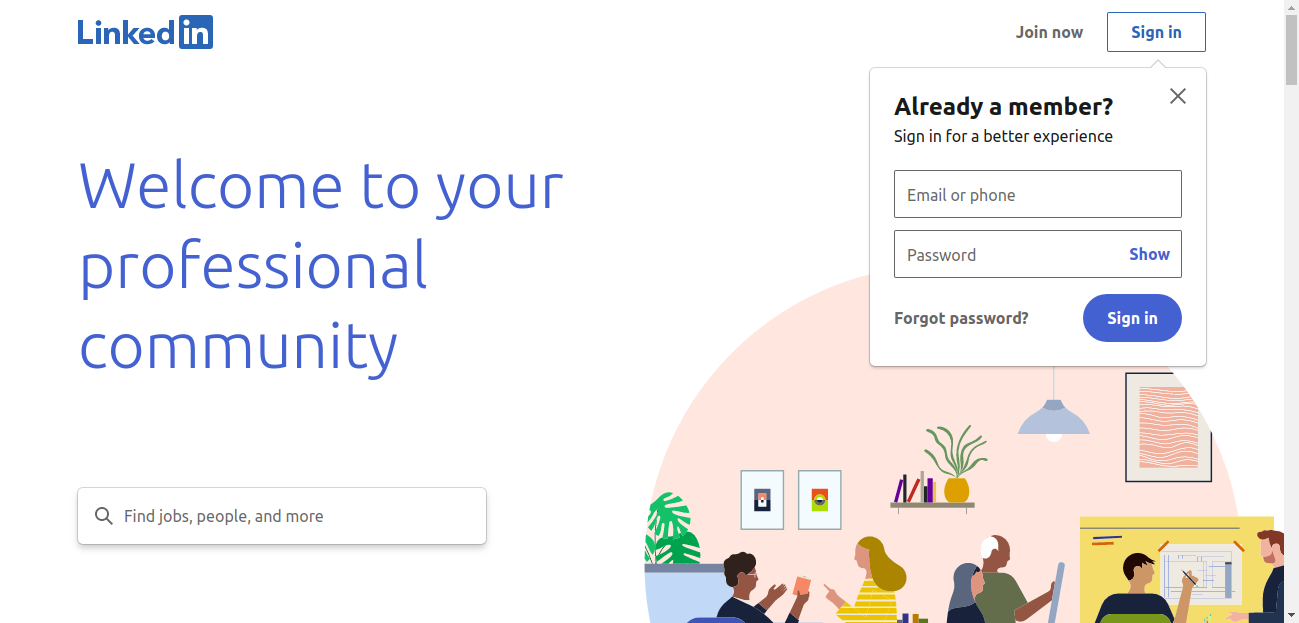 LinkedIn
Join now
Sign in
Already a member?
Sign in for a better experience
Email or phone
Password
Show
Forgot password?
Sign in
Welcome to your
professional
community
Find jobs, people, and more